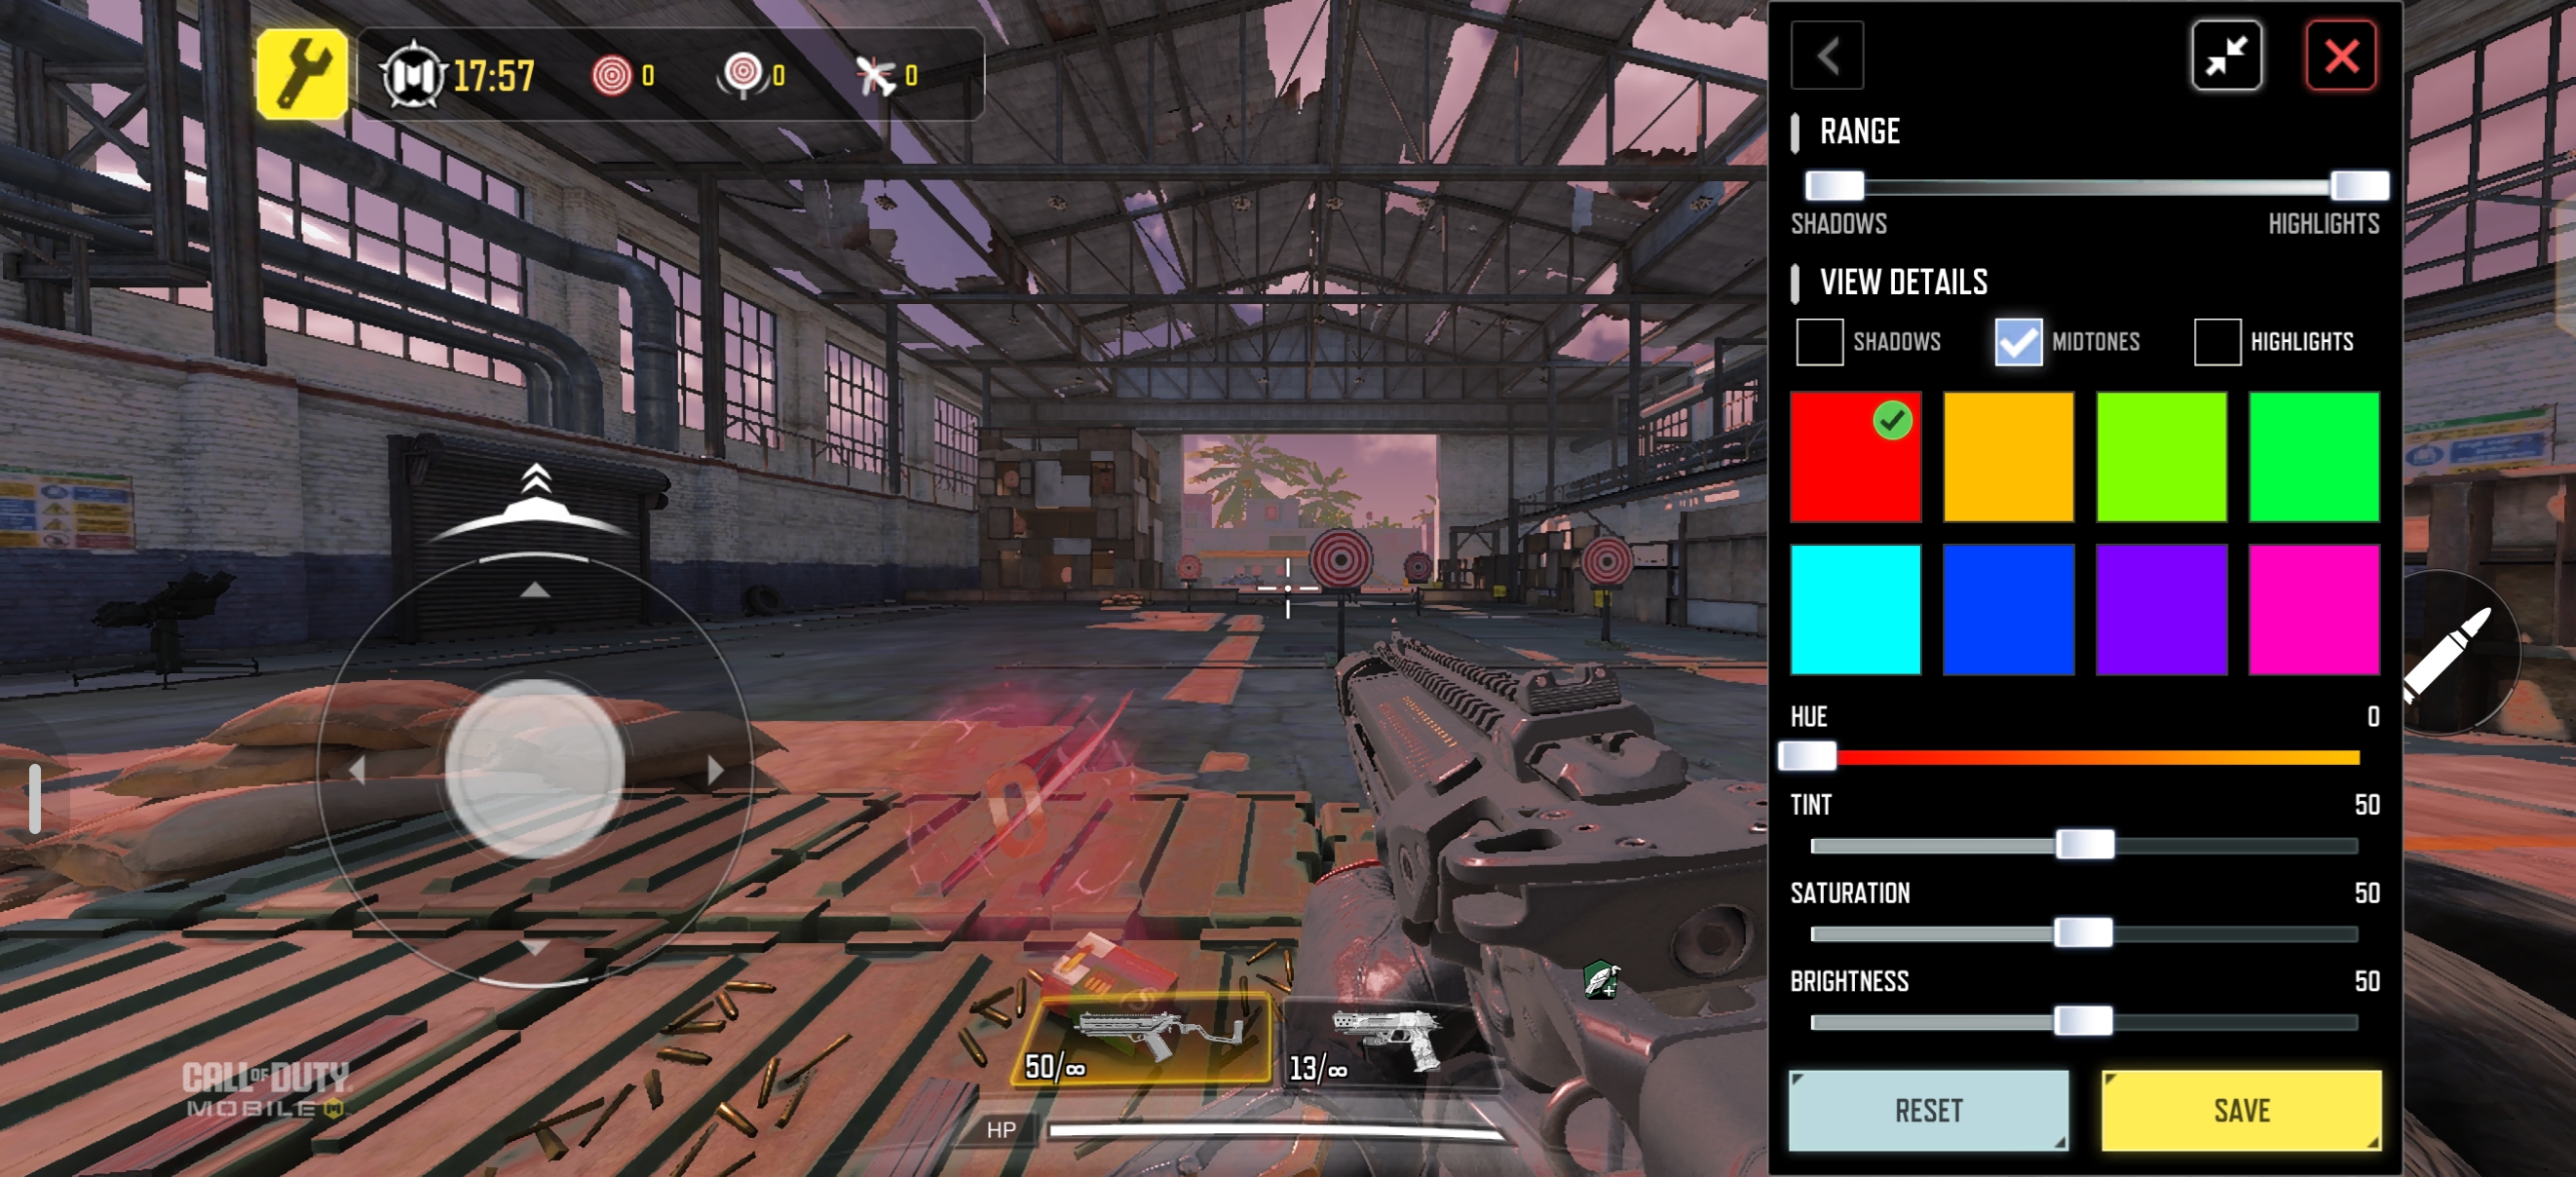 17:57 0 0 0
RANGE
SHADOWS HIGHLIGHTS
VIEW DETAILS
SHADOWS MIDTONES HIGHLIGHTS
HUE 0
TINT 50
SATURATION 50
BRIGHTNESS 50
RESET SAVE
0
50/∞ 13/∞
HP
CALL OF DUTY
MOBILE